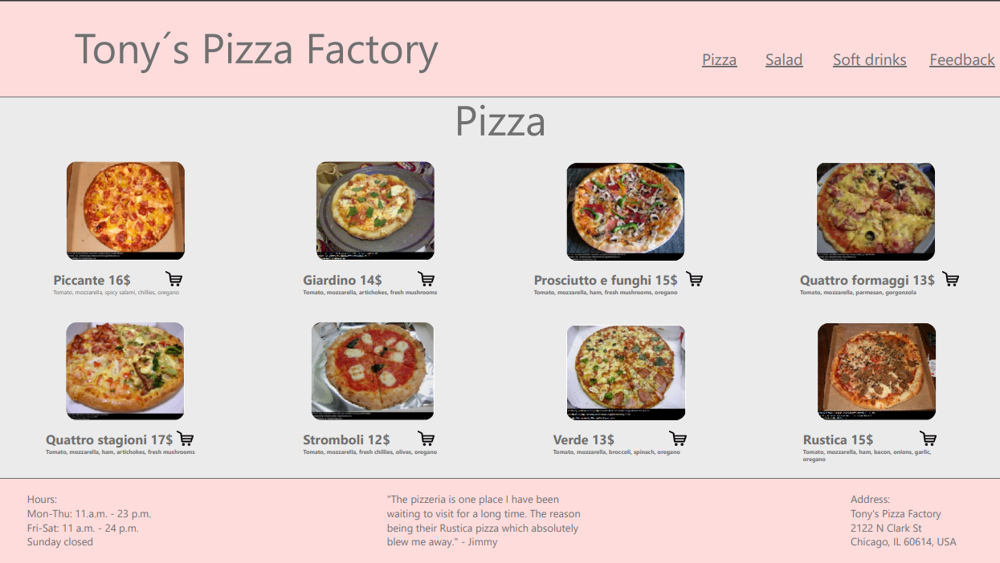 Tony´s Pizza Factory
Pizza
Salad
Soft drinks
Feedback
Pizza
Piccante 16$
Tomato, mozzarella, spicy salami, chillies, oregano
Giardino 14$
Tomato, mozzarella, artichokes, fresh mushrooms
Prosciutto e funghi 15$
Tomato, mozzarella, ham, fresh mushrooms, oregano
Quattro formaggi 13$
Tomato, mozzarella, parmesan, gorgonzola
Quattro stagioni 17$
Tomato, mozzarella, ham, artichokes, fresh mushrooms
Stromboli 12$
Tomato, mozzarella, fresh chillies, olives, oregano
Verde 13$
Tomato, mozzarella, broccoli, spinach, oregano
Rustica 15$
Tomato, mozzarella, ham, bacon, onions, garlic,
oregano
Hours:
Mon-Thu: 11.a.m. - 23 p.m.
Fri-Sat: 11 a.m. - 24 p.m.
Sunday closed
"The pizzeria is one place I have been
waiting to visit for a long time. The reason
being their Rustica pizza which absolutely
blew me away." - Jimmy
Address:
Tony's Pizza Factory
2122 N Clark St
Chicago, IL 60614, USA